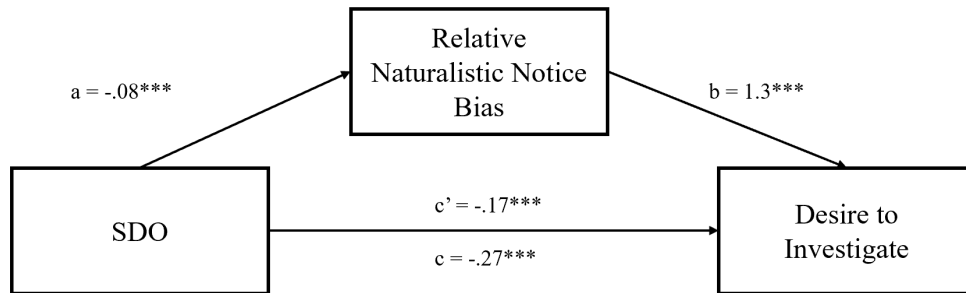 Relative
Naturalistic Notice
Bias
a = -.08***
b = 1.3***
SDO
c’ = -.17***
c = -.27***
Desire to
Investigate